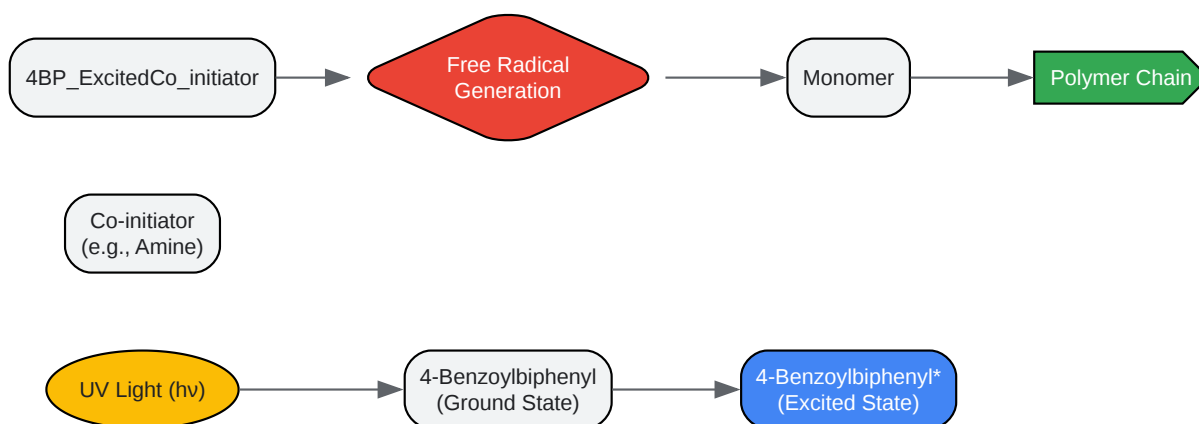 4BP_ExcitedCo_initiator
Free Radical
Generation
Monomer
Polymer Chain
Co-initiator
(e.g., Amine)
UV Light (hν)
4-Benzoylbiphenyl
(Ground State)
4-Benzoylbiphenyl*
(Excited State)